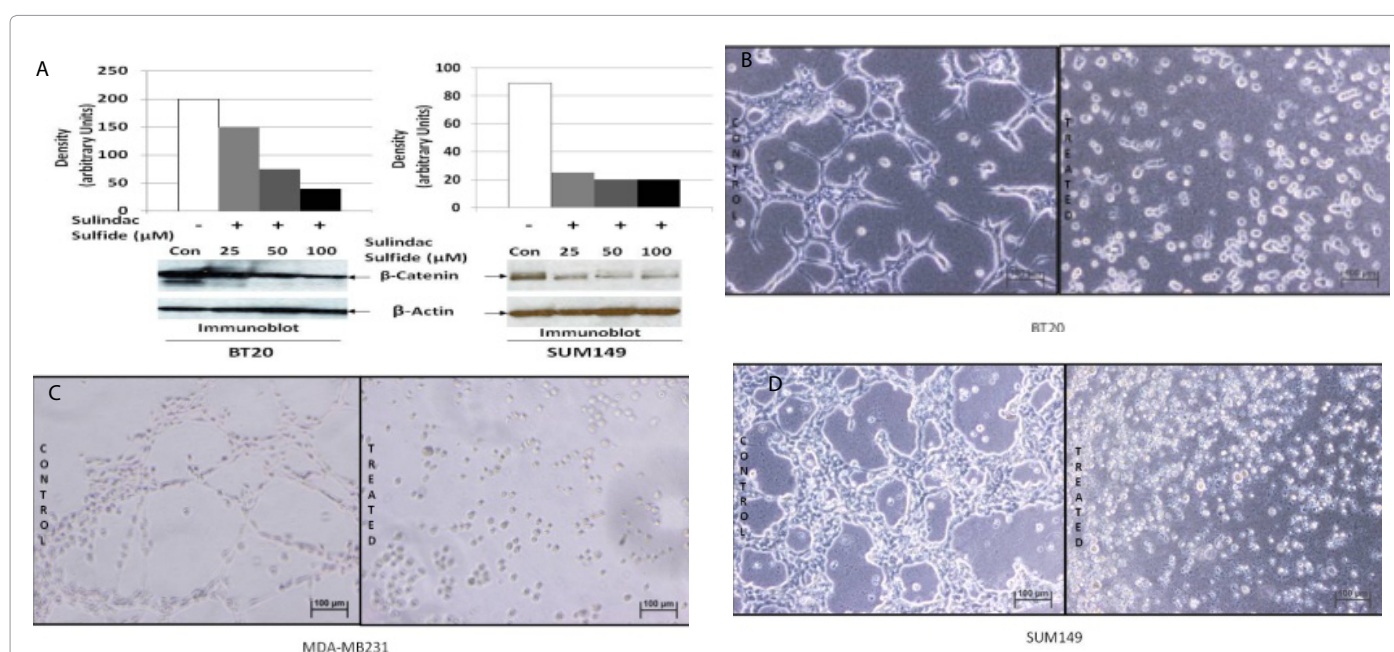 A
250
200
150
100
50
0
Density
(arbitrary Units)
Sulindac
Sulfide (µM)
- + + +
Con 25 50 100
100
80
60
40
20
0
Density
(arbitrary Units)
- + + +
Sulindac
Sulfide (µM)
Con 25 50 100
β-Catenin
β-Actin
Immunoblot
BT20
Immunoblot
SUM149
B
CONTROL
TREATED
BT20
C
CONTROL
100 µm
TREATED
100 µm
MDA-MB231
D
CONTROL
100 µm
TREATED
100 µm
SUM149